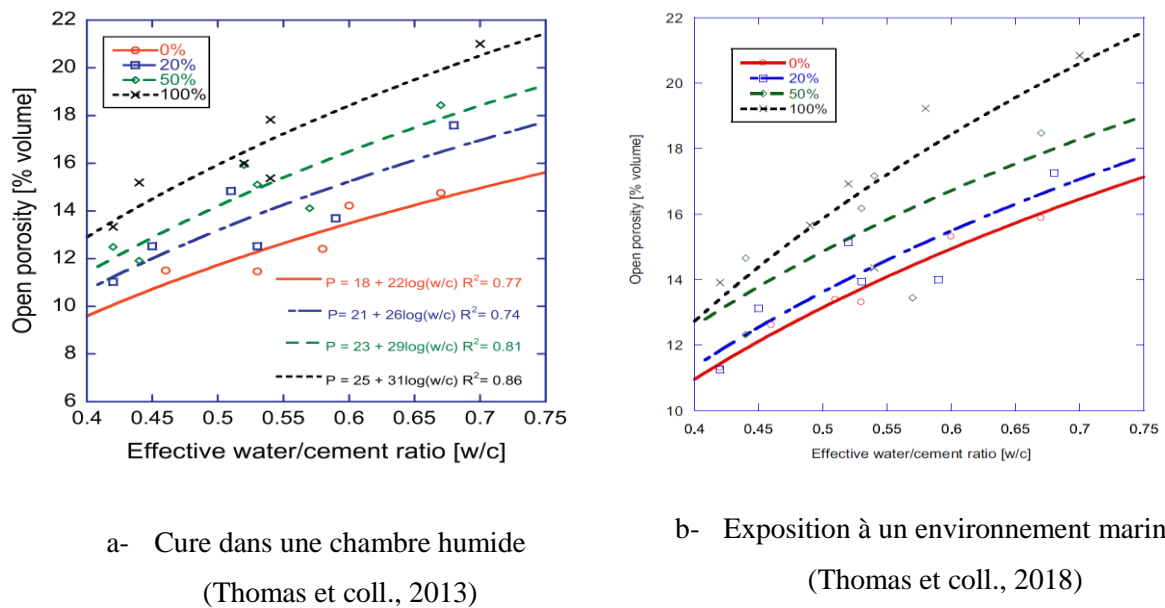 22
20
18
16
14
12
10
8
6
Open porosity [% volume]
0%
20%
50%
100%
P = 18 + 22log(w/c) R²= 0.77
P= 21 + 26log(w/c) R²= 0.74
P = 23 + 29log(w/c) R²= 0.81
P = 25 + 31log(w/c) R²= 0.86
0.4 0.45 0.5 0.55 0.6 0.65 0.7 0.75
Effective water/cement ratio [w/c]
a- Cure dans une chambre humide
(Thomas et coll., 2013)
22
20
18
16
14
12
10
Open porosity [% volume]
0%
20%
50%
100%
0.4 0.45 0.5 0.55 0.6 0.65 0.7 0.75
Effective water/cement ratio [w/c]
b- Exposition à un environnement marin
(Thomas et coll., 2018)